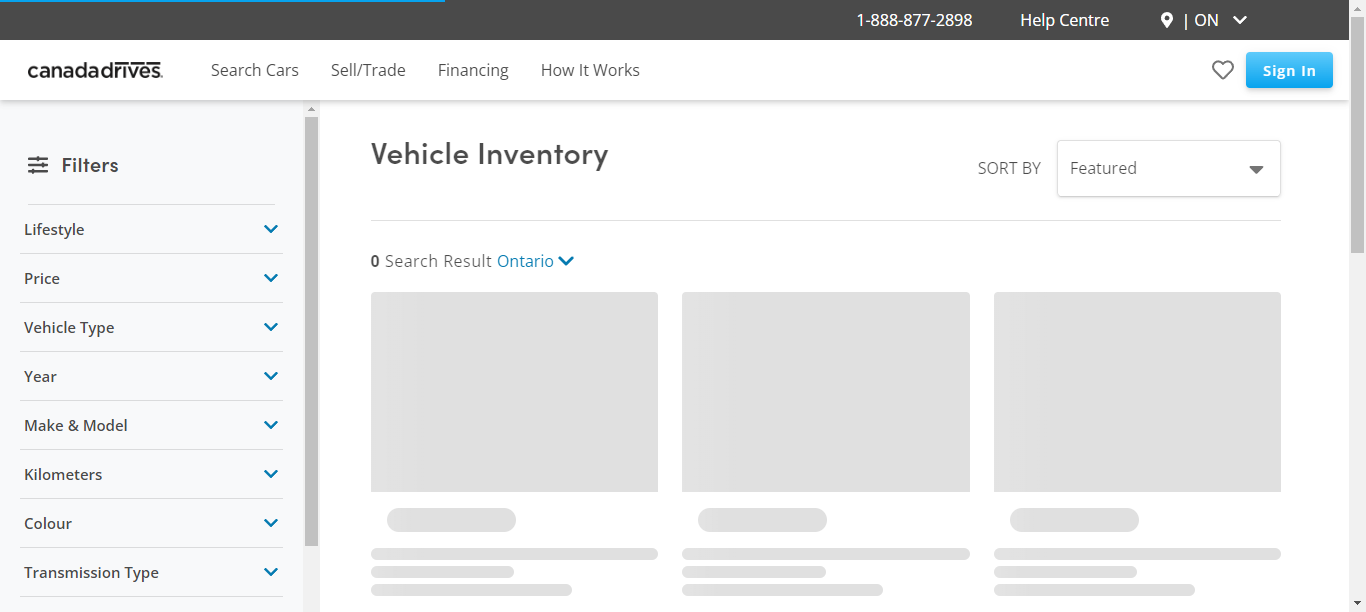 1-888-877-2898 Help Centre | ON
canadadrives. Search Cars Sell/Trade Financing How It Works Sign In
Filters
Lifestyle
Price
Vehicle Type
Year
Make & Model
Kilometers
Colour
Transmission Type
Vehicle Inventory
SORT BY Featured
0 Search Result Ontario